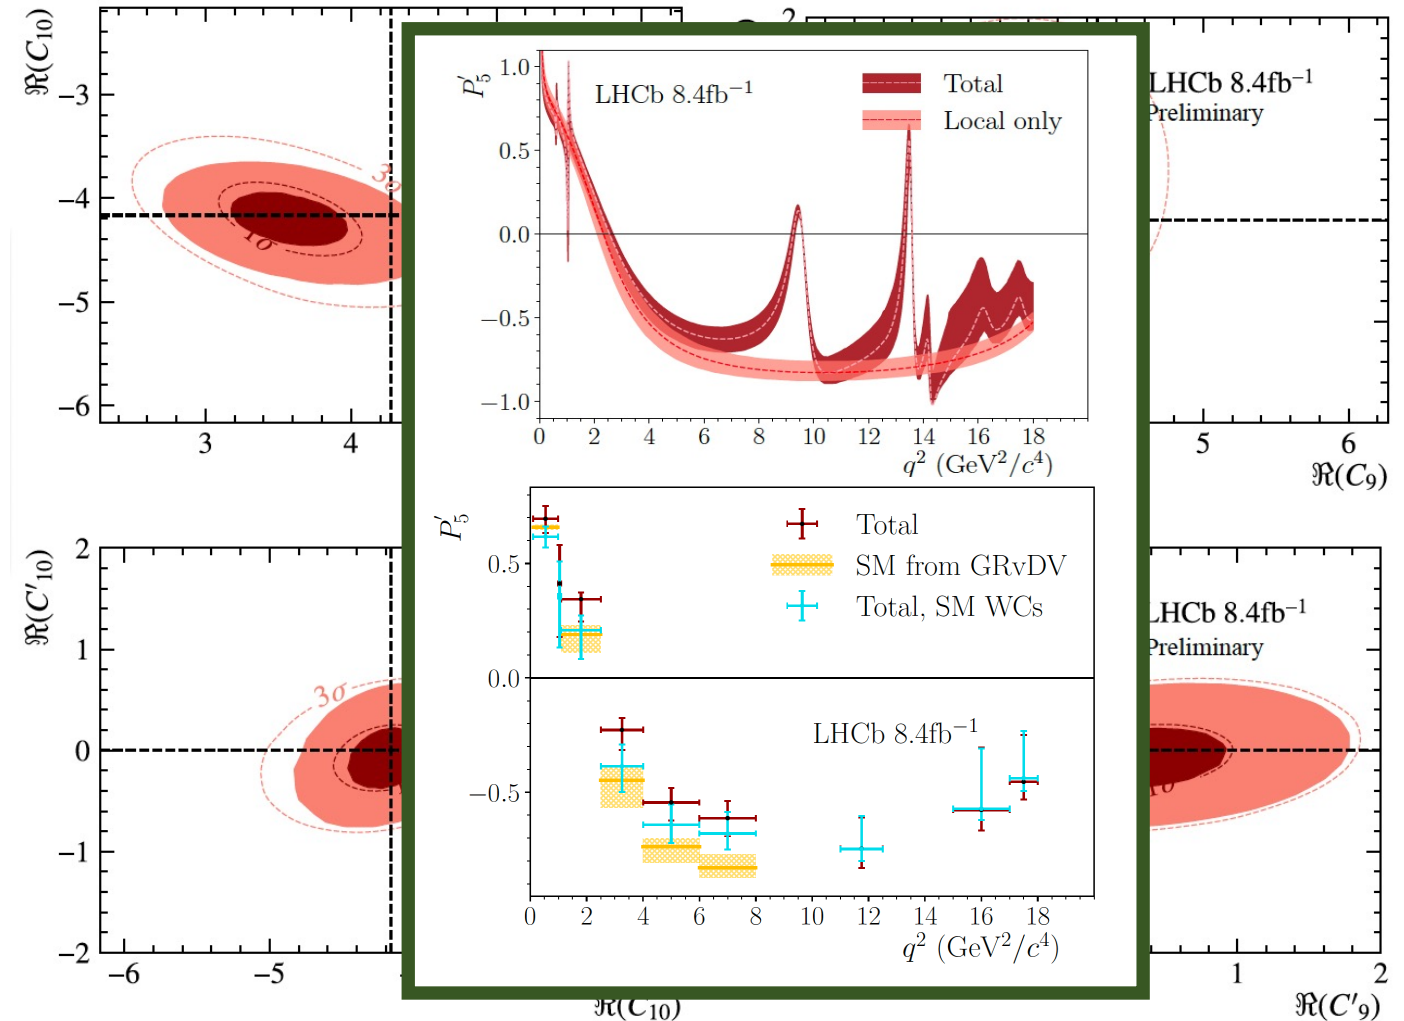 ℜ(C₁₀)
−3
−4
−5
−6
3
4
3σ
1σ
2
LHCb 8.4fb⁻¹
Preliminary
5
6
ℜ(C₉)
P′₅
1.0
0.5
0.0
−0.5
−1.0
LHCb 8.4fb⁻¹
Total
Local only
0 2 4 6 8 10 12 14 16 18
q² (GeV²/c⁴)
P′₅
0.5
0.0
−0.5
Total
SM from GRvDV
Total, SM WCs
LHCb 8.4fb⁻¹
0 2 4 6 8 10 12 14 16 18
q² (GeV²/c⁴)
ℜ(C′₁₀)
2
1
0
−1
−2
3σ
−6
−5
ℜ(C₁₀)
LHCb 8.4fb⁻¹
Preliminary
1σ
1
2
ℜ(C′₉)